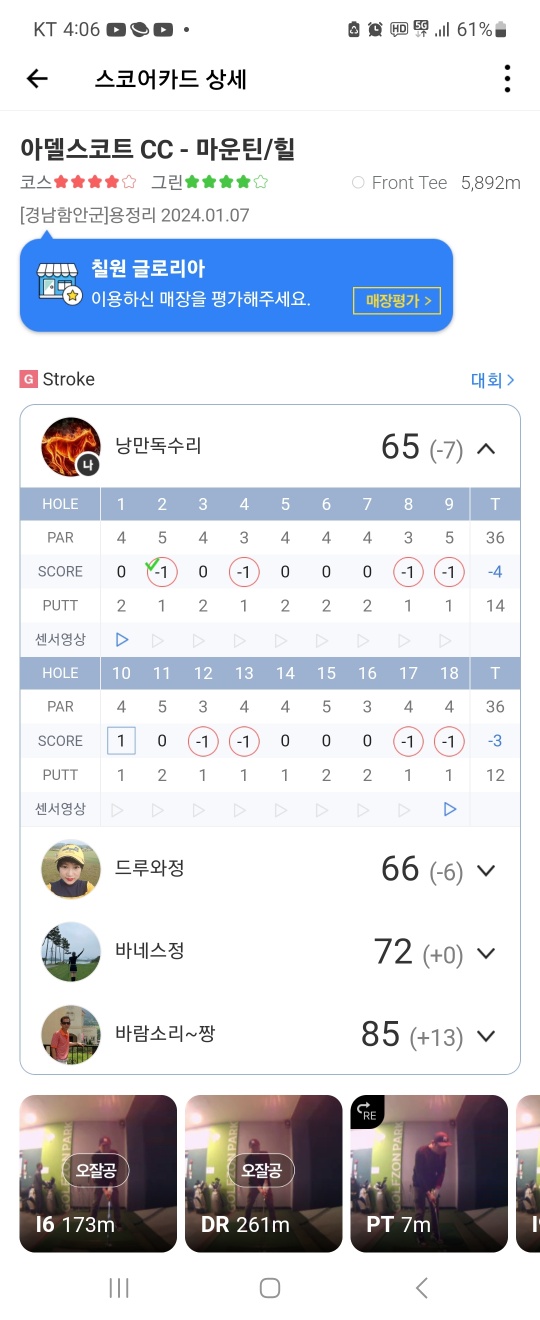 KT 4:06 HD 5G 61%
스코어카드 상세
아델스코트 CC - 마운틴/힐
코스 그린 Front Tee 5,892m
[경남함안군]용정리 2024.01.07
칠원 글로리아
이용하신 매장을 평가해주세요. 매장평가 >
G Stroke 대회 >
낭만독수리 65 (-7)
나
HOLE 1 2 3 4 5 6 7 8 9 T
PAR 4 5 4 3 4 4 4 3 5 36
SCORE 0 -1 0 -1 0 0 0 -1 -1 -4
PUTT 2 1 2 1 2 2 2 1 1 14
센서영상
HOLE 10 11 12 13 14 15 16 17 18 T
PAR 4 5 3 4 4 5 3 4 4 36
SCORE 1 0 -1 -1 0 0 0 -1 -1 -3
PUTT 1 2 1 1 1 2 2 1 1 12
센서영상
드루와정 66 (-6)
바네스정 72 (+0)
바람소리~짱 85 (+13)
RE
오잘공 오잘공
I6 173m DR 261m PT 7m